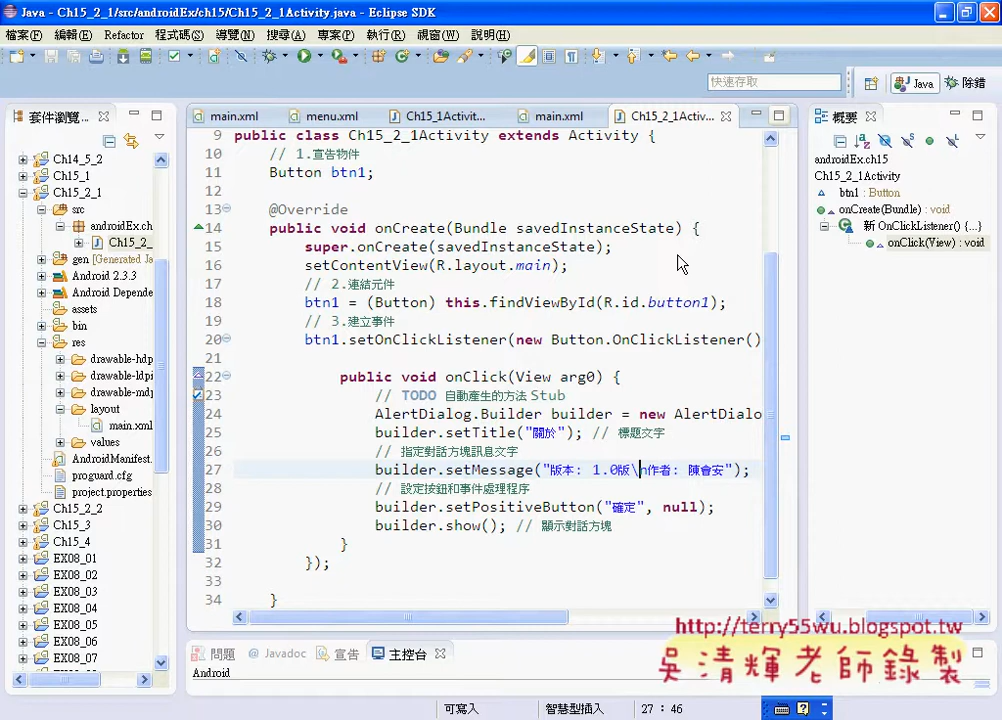 Java - Ch15_2_1/src/androidEx/ch15/Ch15_2_1Activity.java - Eclipse SDK
檔案(F) 編輯(E) Refactor 程式碼(S) 導覽(N) 搜尋(A) 專案(P) 執行(R) 視窗(W) 說明(H)
快速存取 Java 除錯
套件瀏覽... main.xml menu.xml Ch15_1Activit... main.xml Ch15_2_1Activ... 概要
Ch14_5_2
Ch15_1
Ch15_2_1
src
androidEx.ch
Ch15_2_
gen [Generated J
Android 2.3.3
Android Depende
assets
bin
res
drawable-hdp
drawable-ldpi
drawable-mdp
layout
main.xml
values
AndroidManifest.
proguard.cfg
project.properties
Ch15_2_2
Ch15_3
Ch15_4
EX08_01
EX08_02
EX08_03
EX08_04
EX08_05
EX08_06
EX08_07
9 public class Ch15_2_1Activity extends Activity {
10 // 1.宣告物件
11 Button btn1;
12
13 @Override
14 public void onCreate(Bundle savedInstanceState) {
15 super.onCreate(savedInstanceState);
16 setContentView(R.layout.main);
17 // 2.連結元件
18 btn1 = (Button) this.findViewById(R.id.button1);
19 // 3.建立事件
20 btn1.setOnClickListener(new Button.OnClickListener()
21
22 public void onClick(View arg0) {
23 // TODO 自動產生的方法 Stub
24 AlertDialog.Builder builder = new AlertDialo
25 builder.setTitle("關於"); // 標題文字
26 // 指定對話方塊訊息文字
27 builder.setMessage("版本: 1.0版\n作者: 陳會安");
28 // 設定按鈕和事件處理程序
29 builder.setPositiveButton("確定", null);
30 builder.show(); // 顯示對話方塊
31 }
32 });
33
34 }
androidEx.ch15
Ch15_2_1Activity
btn1 : Button
onCreate(Bundle) : void
新 OnClickListener() {...}
onClick(View) : void
問題 @ Javadoc 宣告 主控台
Android
http://terry55wu.blogspot.tw
吳清輝老師錄製
可寫入 智慧型插入 27 : 46